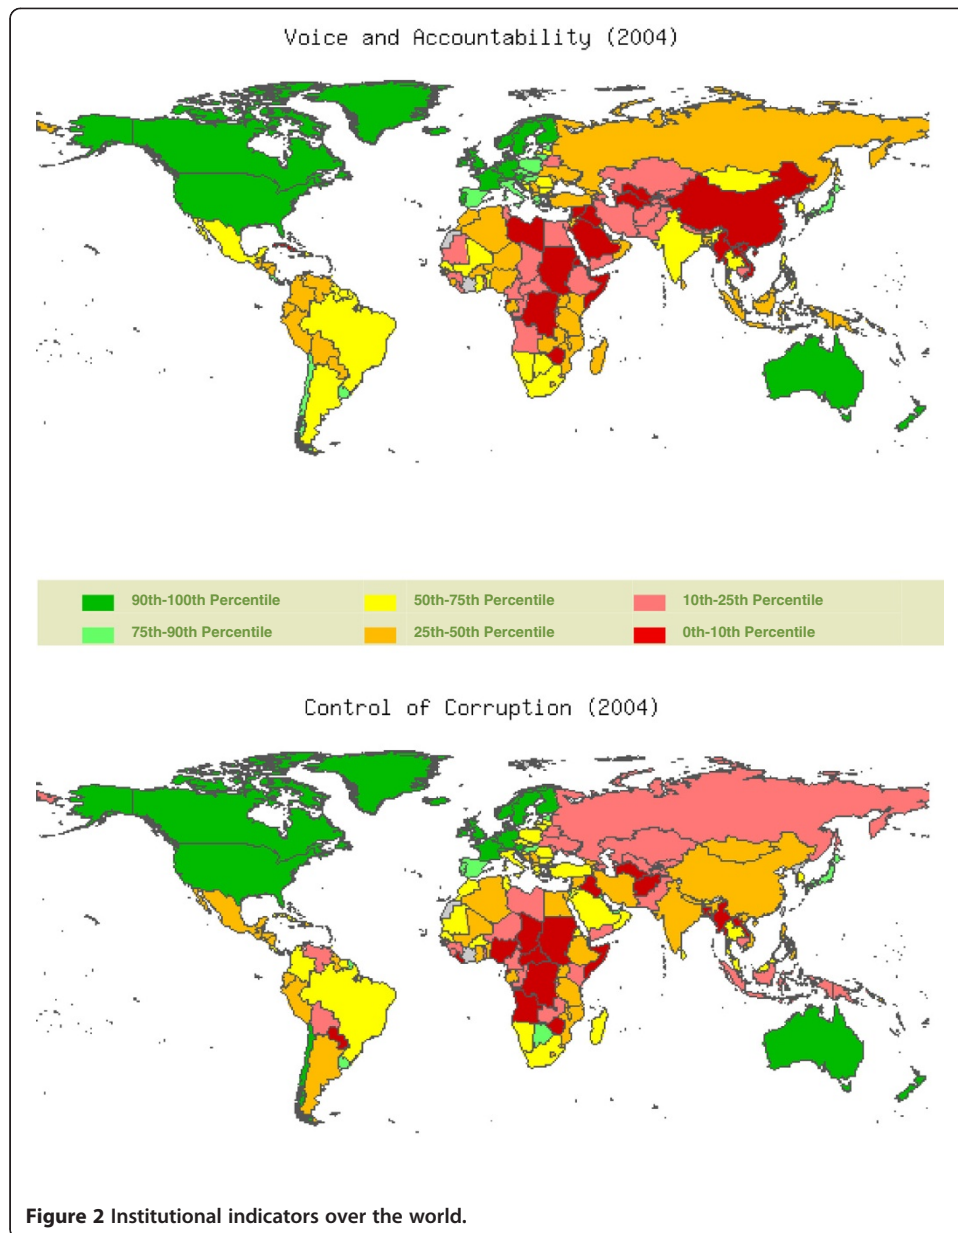 Voice and Accountability (2004)
90th-100th Percentile 50th-75th Percentile 10th-25th Percentile
75th-90th Percentile 25th-50th Percentile 0th-10th Percentile
Control of Corruption (2004)
Figure 2 Institutional indicators over the world.